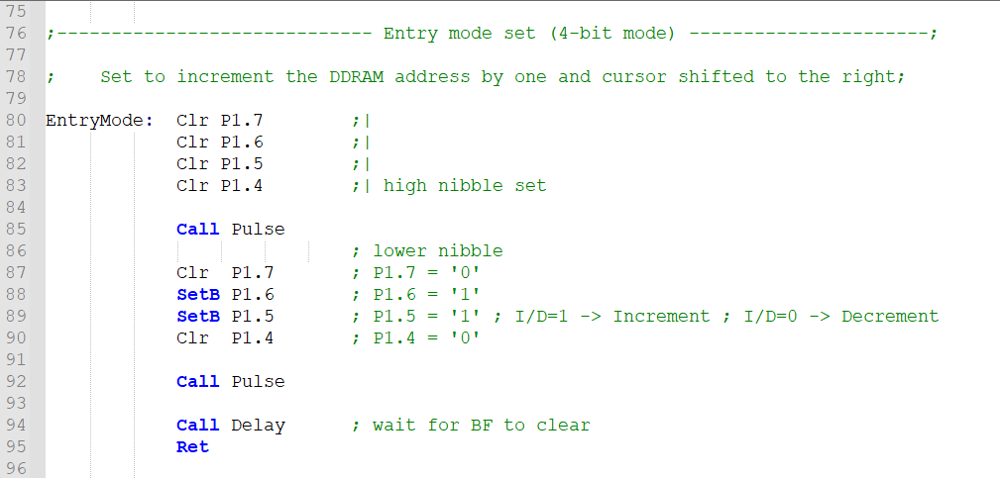 75
76 ;----------------------------- Entry mode set (4-bit mode) ----------------------;
77
78 ;    Set to increment the DDRAM address by one and cursor shifted to the right;
79
80 EntryMode:  Clr P1.7        ;|
81             Clr P1.6        ;|
82             Clr P1.5        ;|
83             Clr P1.4        ;| high nibble set
84
85             Call Pulse
86                             ; lower nibble
87             Clr  P1.7       ; P1.7 = '0'
88             SetB P1.6       ; P1.6 = '1'
89             SetB P1.5       ; P1.5 = '1' ; I/D=1 -> Increment ; I/D=0 -> Decrement
90             Clr  P1.4       ; P1.4 = '0'
91
92             Call Pulse
93
94             Call Delay      ; wait for BF to clear
95             Ret
96